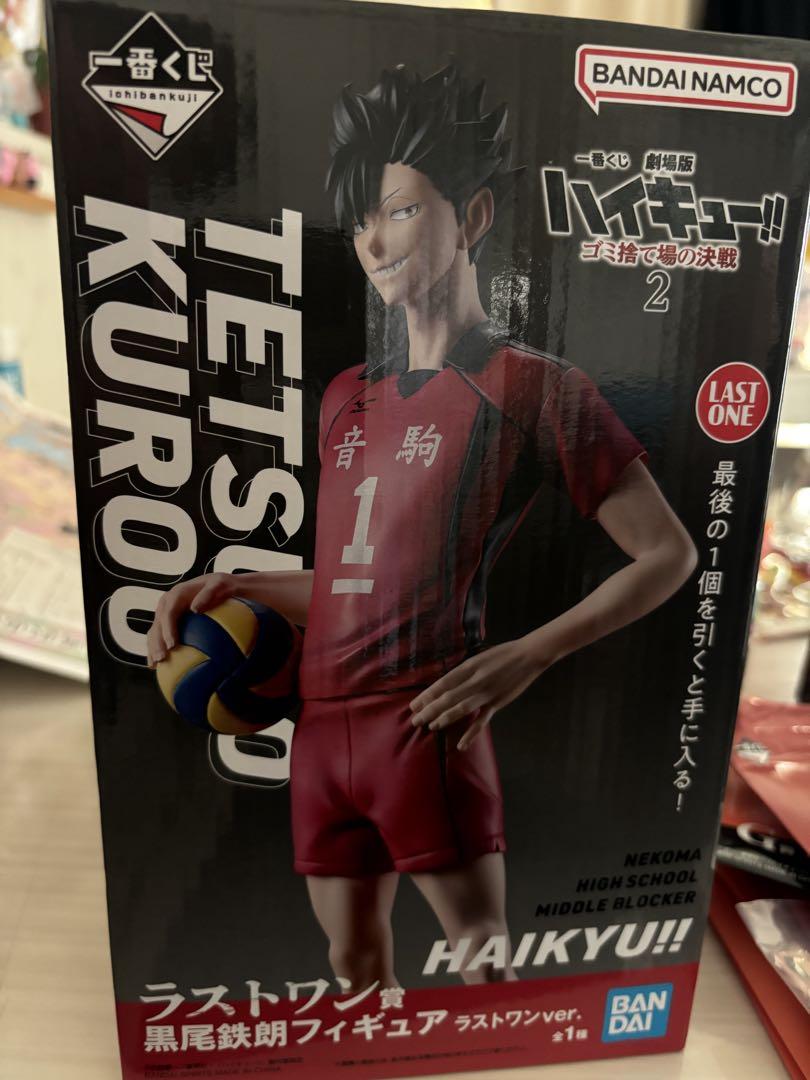 一番くじ
ichibankuji
BANDAI NAMCO
一番くじ 劇場版
ハイキュー!!
ゴミ捨て場の決戦
2
TETSURO
KUROO
LAST
ONE
最後の1個を引くと手に入る!
音駒
1
NEKOMA
HIGH SCHOOL
MIDDLE BLOCKER
HAIKYU!!
ラストワン賞
黒尾鉄朗フィギュア ラストワンver.
全1種
BAN
DAI